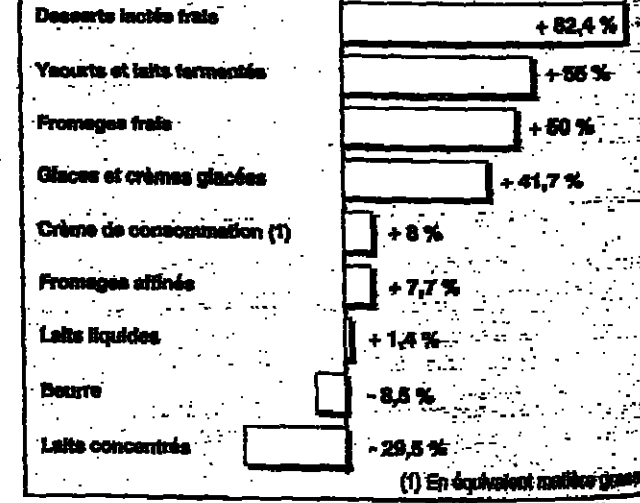 Desserts lactés frais + 82,4 %
Yaourts et laits fermentés + 55 %
Fromages frais + 50 %
Glaces et crèmes glacées + 41,7 %
Crème de consommation (1) + 8 %
Fromages affinés + 7,7 %
Laits liquides + 1,4 %
Beurre - 8,5 %
Laits concentrés - 29,5 %
(1) En équivalent matière grasse